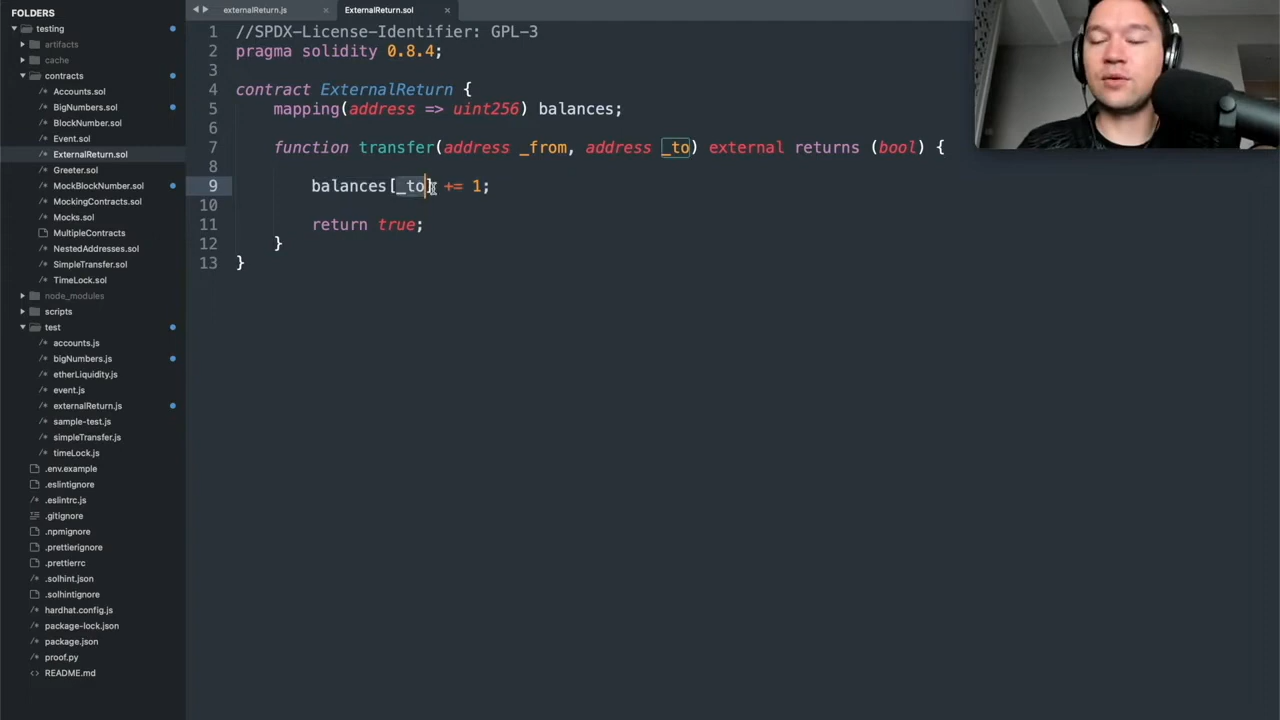 FOLDERS
testing
artifacts
cache
contracts
Accounts.sol
BigNumbers.sol
BlockNumber.sol
Event.sol
ExternalReturn.sol
Greeter.sol
MockBlockNumber.sol
MockingContracts.sol
Mocks.sol
MultipleContracts
NestedAddresses.sol
SimpleTransfer.sol
TimeLock.sol
node_modules
scripts
test
accounts.js
bigNumbers.js
etherLiquidity.js
event.js
externalReturn.js
sample-test.js
simpleTransfer.js
timeLock.js
.env.example
.eslintignore
.eslintrc.js
.gitignore
.npmignore
.prettierignore
.prettierrc
.solhint.json
.solhintignore
hardhat.config.js
package-lock.json
package.json
proof.py
README.md
externalReturn.js
ExternalReturn.sol
1 //SPDX-License-Identifier: GPL-3
2 pragma solidity 0.8.4;
3
4 contract ExternalReturn {
5 mapping(address => uint256) balances;
6
7 function transfer(address _from, address _to) external returns (bool) {
8
9 balances[_to] += 1;
10
11 return true;
12 }
13 }